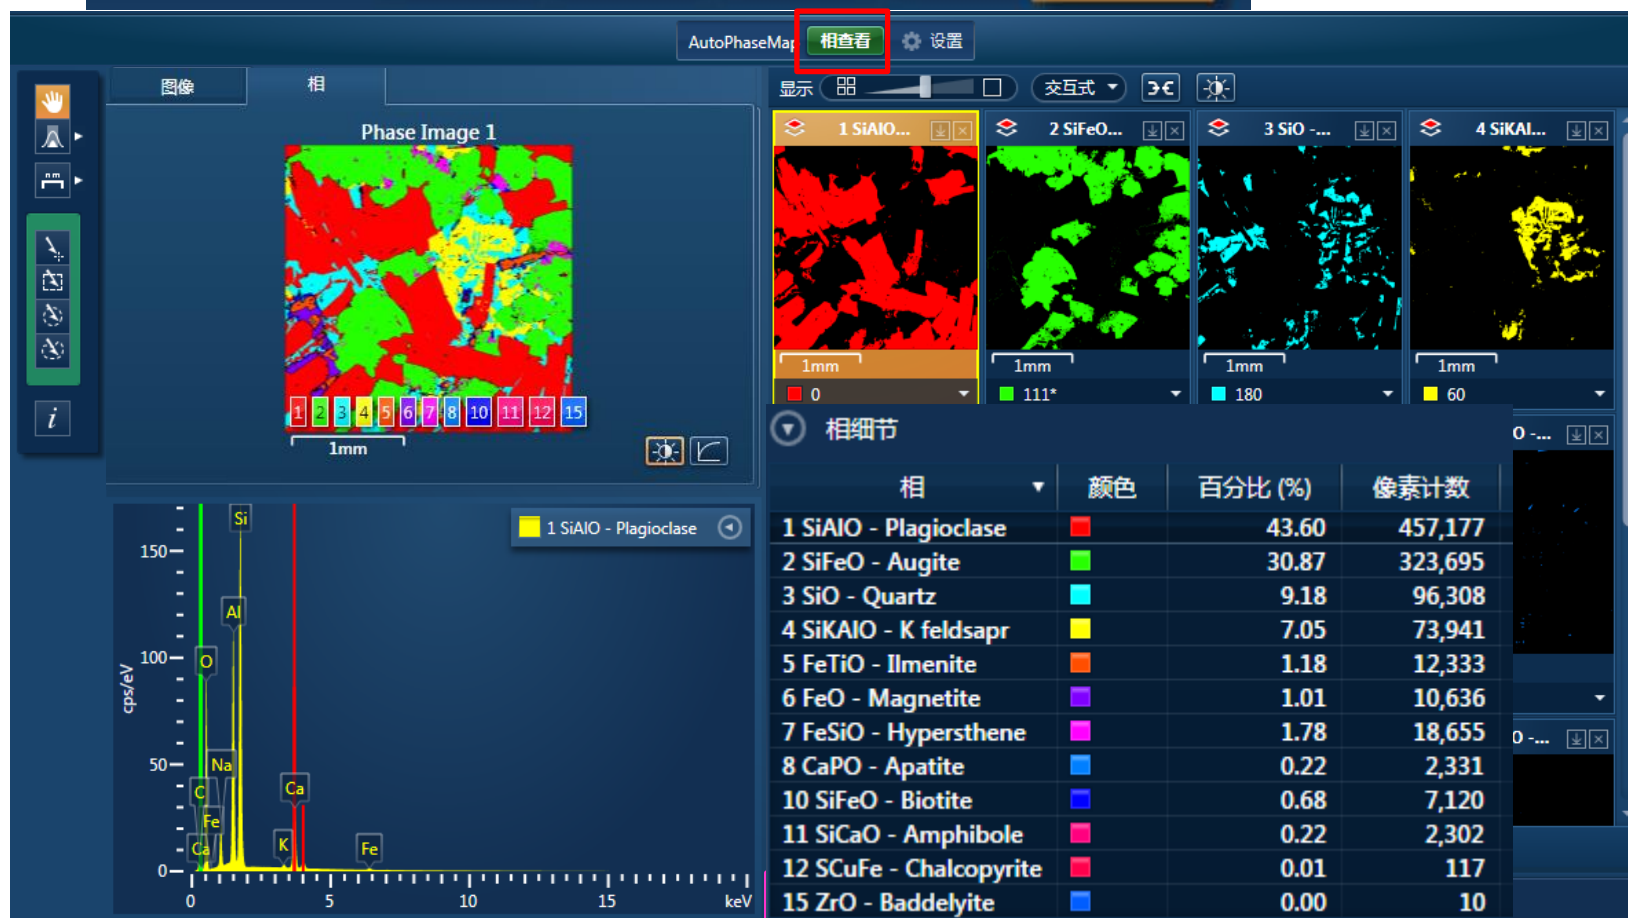 AutoPhaseMap 相查看 设置
图像 相
显示 交互式
Phase Image 1
1 2 3 4 5 6 7 8 10 11 12 15
1mm
1 SiAlO...
1mm
0
2 SiFeO...
1mm
111*
3 SiO -...
1mm
180
4 SiKAl...
1mm
60
O -...
O -...
1 SiAlO - Plagioclase
cps/eV
150
100
50
0
Si
Al
O
Na
C
Fe
Ca
Ca
K
Fe
0 5 10 15 keV
相细节
相 颜色 百分比 (%) 像素计数
1 SiAlO - Plagioclase 43.60 457,177
2 SiFeO - Augite 30.87 323,695
3 SiO - Quartz 9.18 96,308
4 SiKAlO - K feldsapr 7.05 73,941
5 FeTiO - Ilmenite 1.18 12,333
6 FeO - Magnetite 1.01 10,636
7 FeSiO - Hypersthene 1.78 18,655
8 CaPO - Apatite 0.22 2,331
10 SiFeO - Biotite 0.68 7,120
11 SiCaO - Amphibole 0.22 2,302
12 SCuFe - Chalcopyrite 0.01 117
15 ZrO - Baddelyite 0.00 10